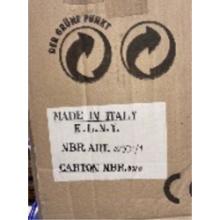 DER GRÜNE PUNKT
MADE IN ITALY
E.L.N.Y.
NBR.ART.
CARTON NBR.
C